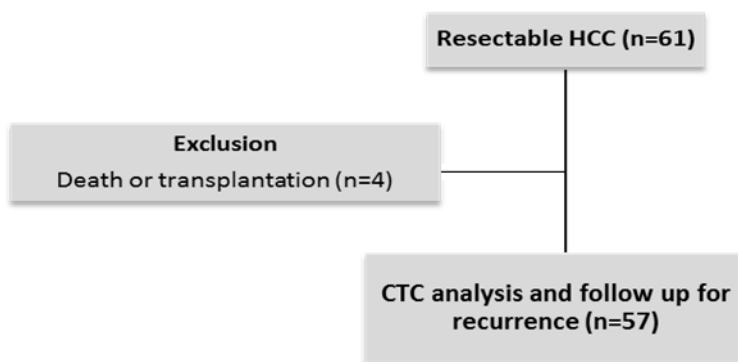 Resectable HCC (n=61)
Exclusion
Death or transplantation (n=4)
CTC analysis and follow up for
recurrence (n=57)